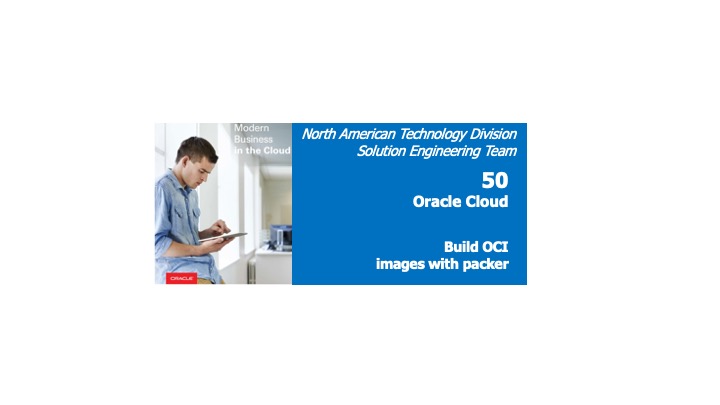 Modern
Business
in the Cloud
ORACLE
North American Technology Division
Solution Engineering Team
50
Oracle Cloud
Build OCI
images with packer